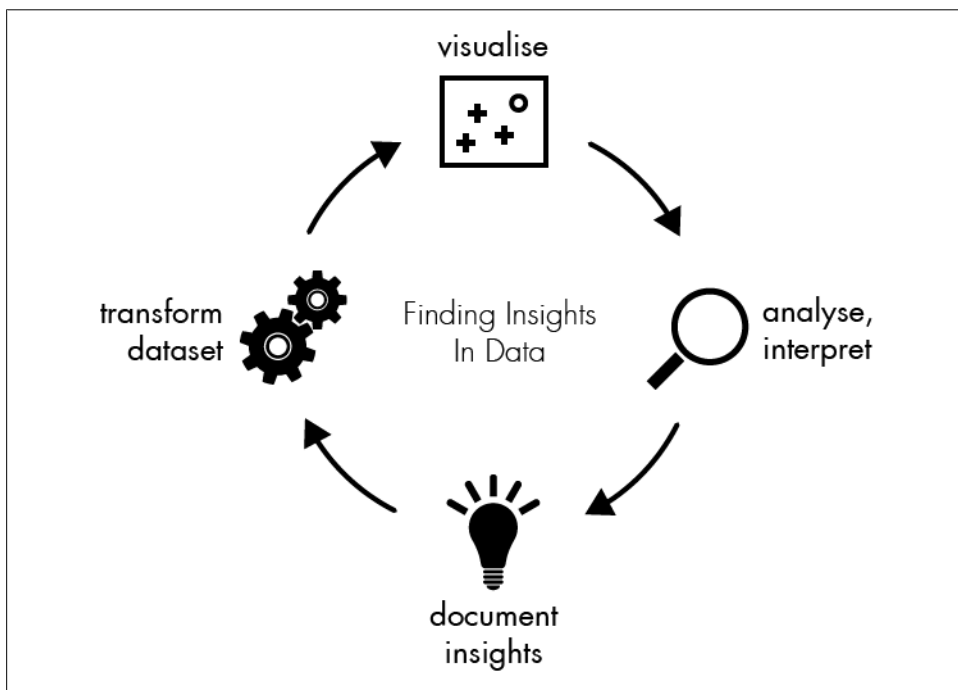 visualise
analyse,
interpret
document
insights
transform
dataset
Finding Insights
In Data